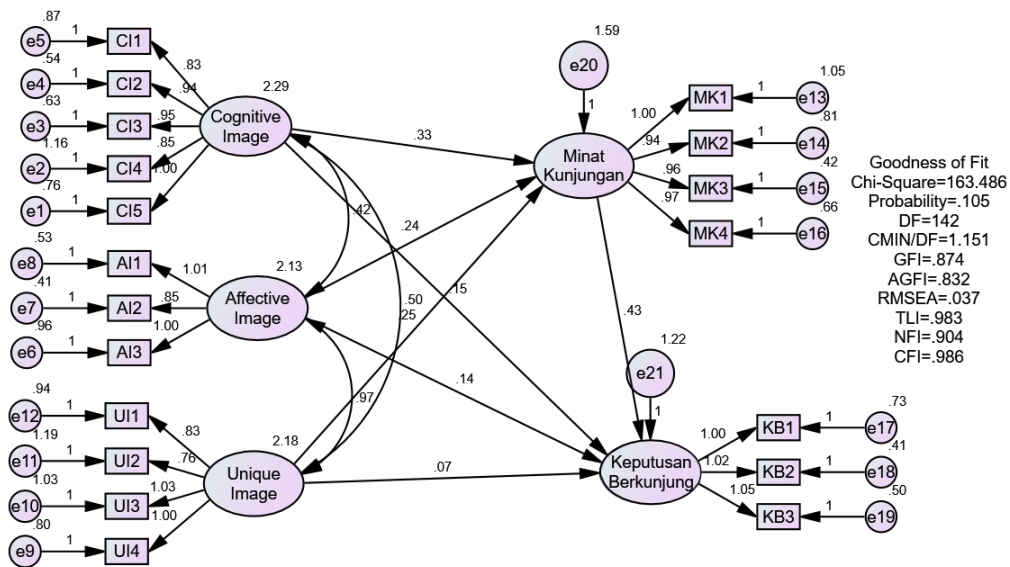 .87
e5 1 CI1
.83
.54
e4 1 CI2
.94
.63
e3 1 CI3
.95
1.16
e2 1 CI4
.85
1.00
.76
e1 1 CI5
2.29
Cognitive
Image
.53
e8 1 AI1
1.01
.41
e7 1 AI2
.85
.96
e6 1 AI3
1.00
2.13
Affective
Image
.94
e12 1 UI1
.83
1.19
e11 1 UI2
.76
1.03
e10 1 UI3
1.03
.80
e9 1 UI4
1.00
2.18
Unique
Image
.33
.42
.24
.15
.50
.25
.97
.14
.07
.43
1.59
e20
1
Minat
Kunjungan
1.00
MK1 1 e13
1.05
.94
MK2 1 e14
.81
.96
MK3 1 e15
.42
.97
MK4 1 e16
.66
1.22
e21
1
Keputusan
Berkunjung
1.00
KB1 1 e17
.73
1.02
KB2 1 e18
.41
1.05
KB3 1 e19
.50
Goodness of Fit
Chi-Square=163.486
Probability=.105
DF=142
CMIN/DF=1.151
GFI=.874
AGFI=.832
RMSEA=.037
TLI=.983
NFI=.904
CFI=.986